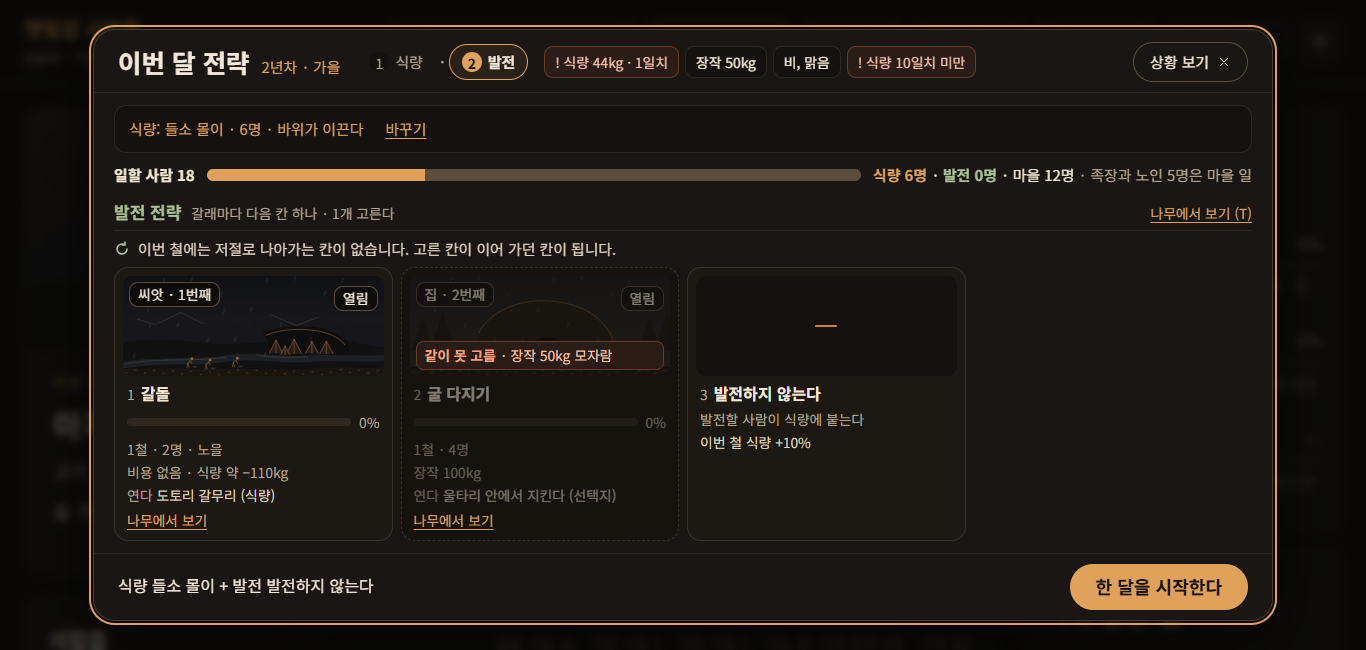 이번 달 전략 2년차 · 가을 1 식량 · 2 발전 ! 식량 44kg · 1일치 장작 50kg 비, 맑음 ! 식량 10일치 미만 상황 보기 ×
식량: 들소 몰이 · 6명 · 바위가 이끈다 바꾸기
일할 사람 18 식량 6명 · 발전 0명 · 마을 12명 · 족장과 노인 5명은 마을 일
발전 전략 갈래마다 다음 칸 하나 · 1개 고른다 나무에서 보기 (T)
이번 철에는 저절로 나아가는 칸이 없습니다. 고른 칸이 이어 가던 칸이 됩니다.
씨앗 · 1번째 열림
1 갈돌
0%
1철 · 2명 · 노을
비용 없음 · 식량 약 −110kg
연다 도토리 갈무리 (식량)
나무에서 보기
집 · 2번째 열림
같이 못 고름 · 장작 50kg 모자람
2 굴 다지기
0%
1철 · 4명
장작 100kg
연다 울타리 안에서 지킨다 (선택지)
나무에서 보기
—
3 발전하지 않는다
발전할 사람이 식량에 붙는다
이번 철 식량 +10%
식량 들소 몰이 + 발전 발전하지 않는다 한 달을 시작한다